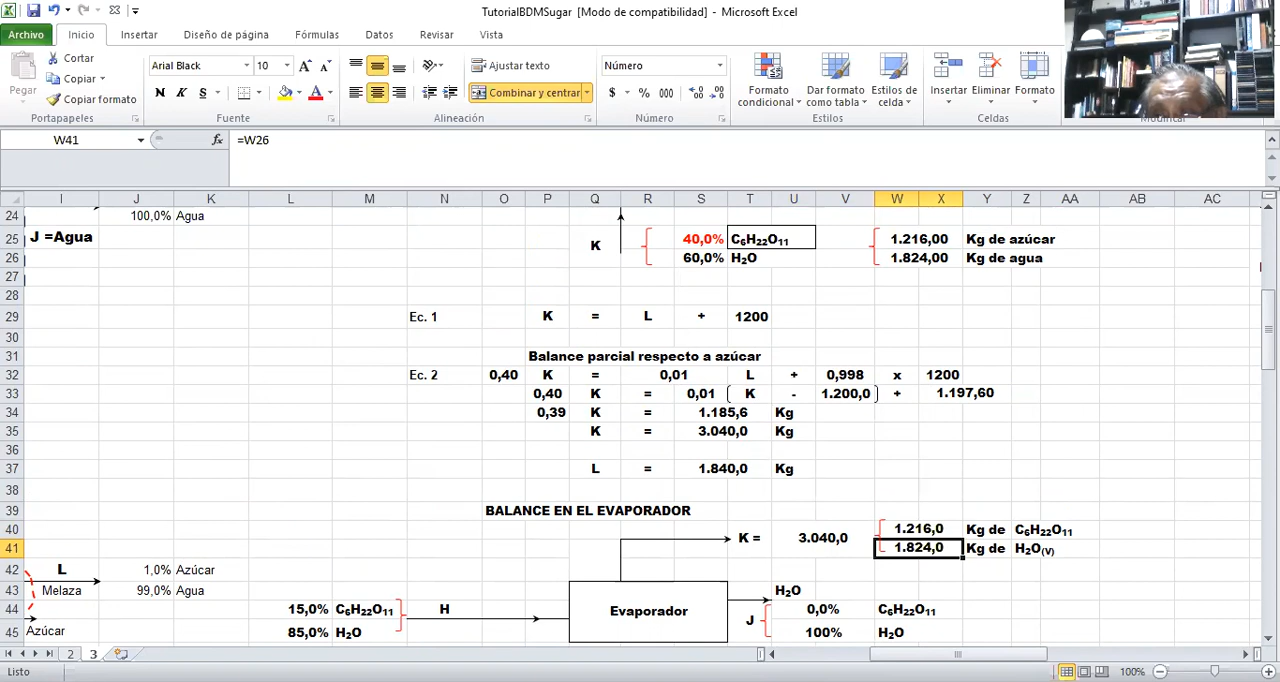 TutorialBDMSugar [Modo de compatibilidad] - Microsoft Excel
Archivo Inicio Insertar Diseño de página Fórmulas Datos Revisar Vista
Pegar Cortar Copiar Copiar formato Portapapeles
Arial Black 10 N K S Fuente
Ajustar texto Combinar y centrar Alineación
Número $ % 000 Número
Formato condicional Dar formato como tabla Estilos de celda Estilos
Insertar Eliminar Formato Celdas
Modificar
W41 fx =W26
I J K L M N O P Q R S T U V W X Y Z AA AB AC
24 100,0% Agua
25 J =Agua K 40,0% C₆H₂₂O₁₁ 1.216,00 Kg de azúcar
26 60,0% H₂O 1.824,00 Kg de agua
27
28
29 Ec. 1 K = L + 1200
30
31 Balance parcial respecto a azúcar
32 Ec. 2 0,40 K = 0,01 L + 0,998 x 1200
33 0,40 K = 0,01 ( K - 1.200,0 ) + 1.197,60
34 0,39 K = 1.185,6 Kg
35 K = 3.040,0 Kg
36
37 L = 1.840,0 Kg
38
39 BALANCE EN EL EVAPORADOR
40 K = 3.040,0 1.216,0 Kg de C₆H₂₂O₁₁
41 1.824,0 Kg de H₂O(V)
42 L 1,0% Azúcar
43 Melaza 99,0% Agua H₂O
44 15,0% C₆H₂₂O₁₁ H Evaporador J 0,0% C₆H₂₂O₁₁
45 Azúcar 85,0% H₂O 100% H₂O
2 3
Listo 100%